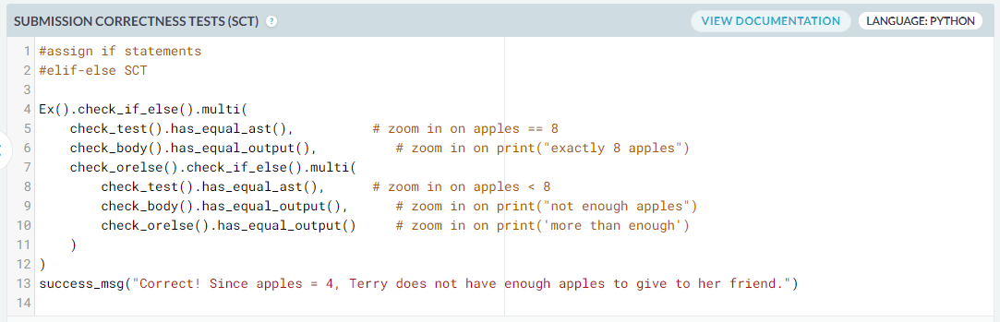 SUBMISSION CORRECTNESS TESTS (SCT) ?
VIEW DOCUMENTATION
LANGUAGE: PYTHON
1 #assign if statements
2 #elif-else SCT
3
4 Ex().check_if_else().multi(
5     check_test().has_equal_ast(),          # zoom in on apples == 8
6     check_body().has_equal_output(),          # zoom in on print("exactly 8 apples")
7     check_orelse().check_if_else().multi(
8         check_test().has_equal_ast(),      # zoom in on apples < 8
9         check_body().has_equal_output(),      # zoom in on print("not enough apples")
10         check_orelse().has_equal_output()     # zoom in on print('more than enough')
11     )
12 )
13 success_msg("Correct! Since apples = 4, Terry does not have enough apples to give to her friend.")
14